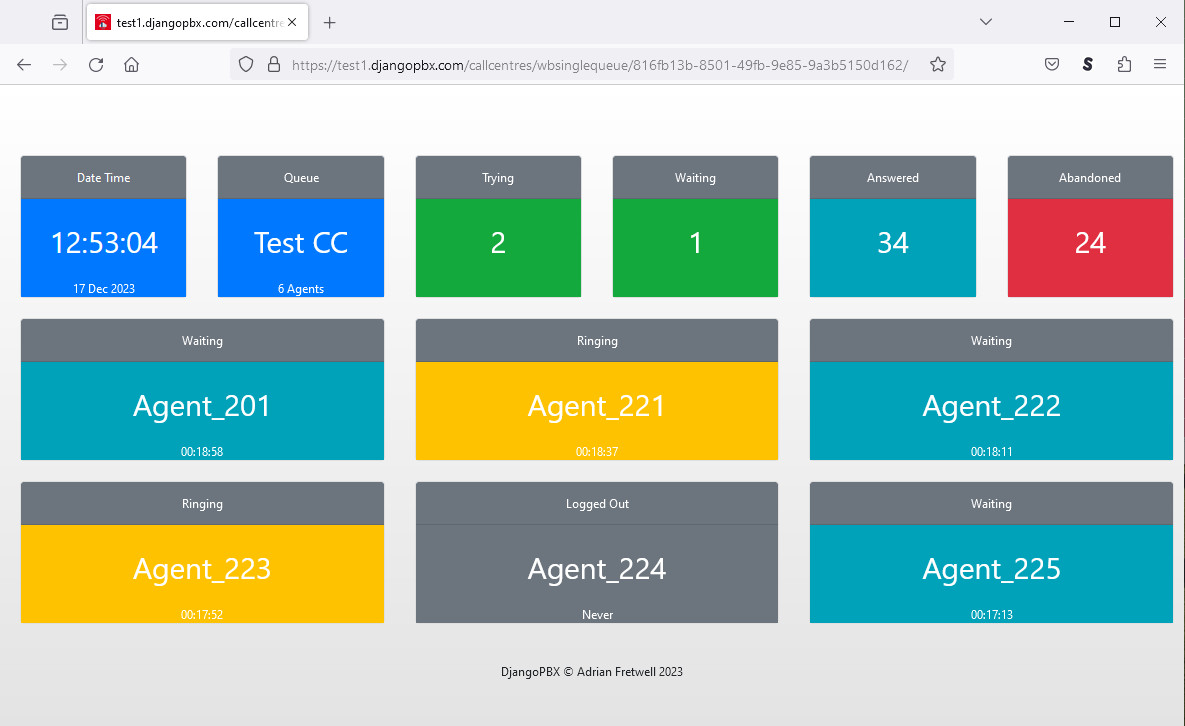 test1.djangopbx.com/callcentre
https://test1.djangopbx.com/callcentres/wbsinglequeue/816fb13b-8501-49fb-9e85-9a3b5150d162/
Date Time
Queue
Trying
Waiting
Answered
Abandoned
12:53:04
Test CC
2
1
34
24
17 Dec 2023
6 Agents
Waiting
Ringing
Waiting
Agent_201
Agent_221
Agent_222
00:18:58
00:18:37
00:18:11
Ringing
Logged Out
Waiting
Agent_223
Agent_224
Agent_225
00:17:52
Never
00:17:13
DjangoPBX © Adrian Fretwell 2023